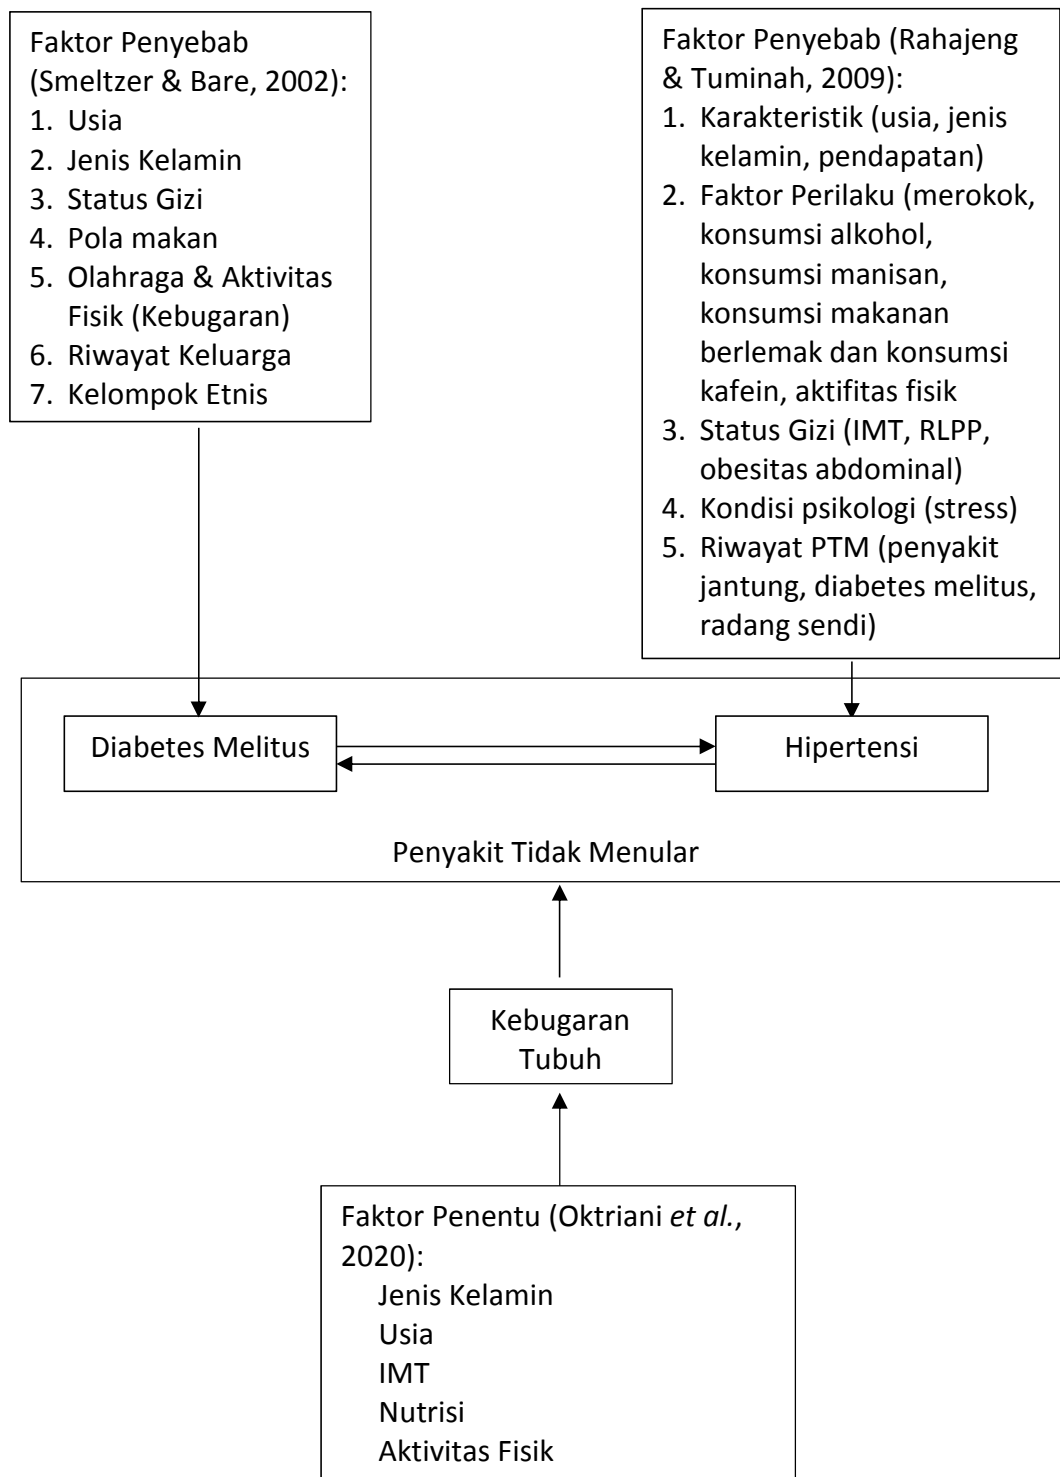 Faktor Penyebab
(Smeltzer & Bare, 2002):
1. Usia
2. Jenis Kelamin
3. Status Gizi
4. Pola makan
5. Olahraga & Aktivitas
Fisik (Kebugaran)
6. Riwayat Keluarga
7. Kelompok Etnis
Faktor Penyebab (Rahajeng
& Tuminah, 2009):
1. Karakteristik (usia, jenis
kelamin, pendapatan)
2. Faktor Perilaku (merokok,
konsumsi alkohol,
konsumsi manisan,
konsumsi makanan
berlemak dan konsumsi
kafein, aktifitas fisik
3. Status Gizi (IMT, RLPP,
obesitas abdominal)
4. Kondisi psikologi (stress)
5. Riwayat PTM (penyakit
jantung, diabetes melitus,
radang sendi)
Diabetes Melitus
Hipertensi
Penyakit Tidak Menular
Kebugaran
Tubuh
Faktor Penentu (Oktriani et al.,
2020):
Jenis Kelamin
Usia
IMT
Nutrisi
Aktivitas Fisik